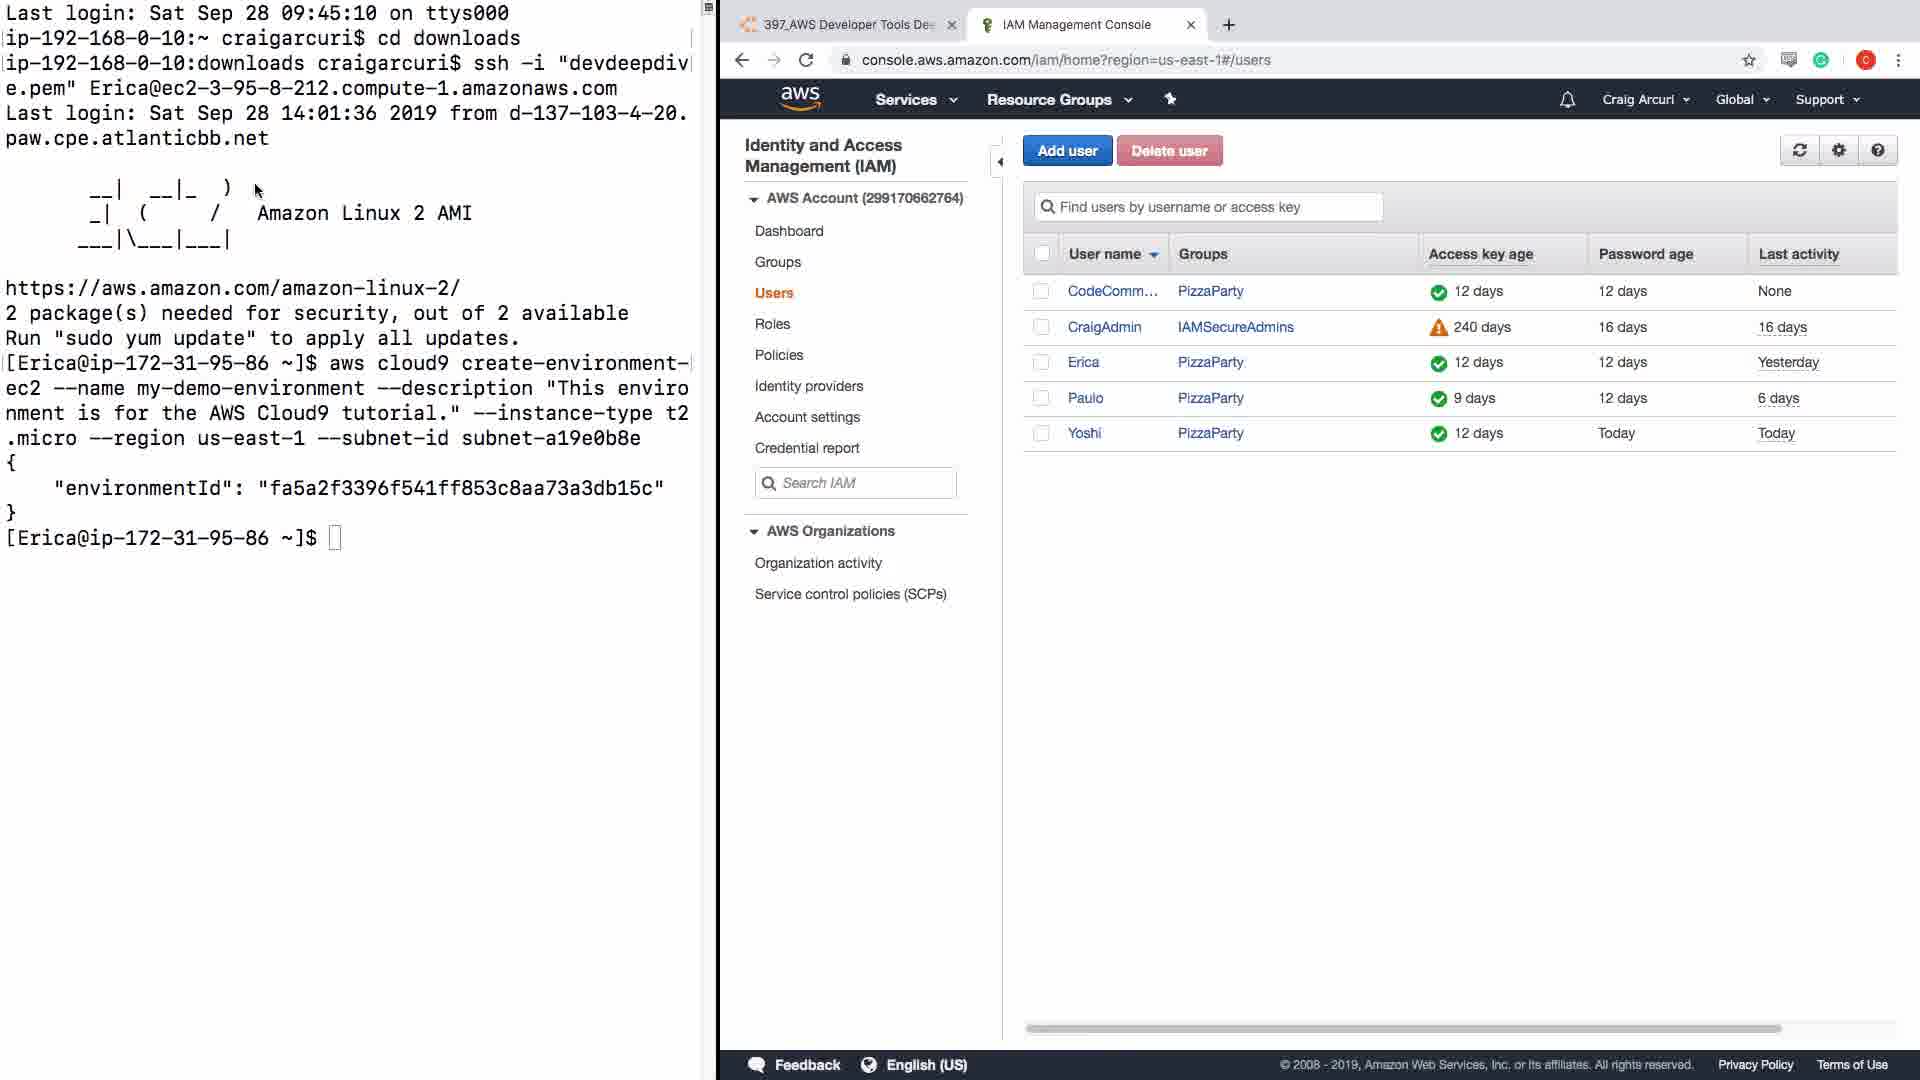 Last login: Sat Sep 28 09:45:10 on ttys000
ip-192-168-0-10:~ craigarcuri$ cd downloads
ip-192-168-0-10:downloads craigarcuri$ ssh -i "devdeepdiv
e.pem" Erica@ec2-3-95-8-212.compute-1.amazonaws.com
Last login: Sat Sep 28 14:01:36 2019 from d-137-103-4-20.
paw.cpe.atlanticbb.net
       __|  __|_  )
       _|  (     /   Amazon Linux 2 AMI
      ___|\___|___|
https://aws.amazon.com/amazon-linux-2/
2 package(s) needed for security, out of 2 available
Run "sudo yum update" to apply all updates.
[Erica@ip-172-31-95-86 ~]$ aws cloud9 create-environment-
ec2 --name my-demo-environment --description "This enviro
nment is for the AWS Cloud9 tutorial." --instance-type t2
.micro --region us-east-1 --subnet-id subnet-a19e0b8e
{
    "environmentId": "fa5a2f3396f541ff853c8aa73a3db15c"
}
[Erica@ip-172-31-95-86 ~]$
397_AWS Developer Tools Dee
IAM Management Console
console.aws.amazon.com/iam/home?region=us-east-1#/users
C
aws Services Resource Groups Craig Arcuri Global Support
Identity and Access
Management (IAM)
AWS Account (299170662764)
Dashboard
Groups
Users
Roles
Policies
Identity providers
Account settings
Credential report
Search IAM
AWS Organizations
Organization activity
Service control policies (SCPs)
Add user Delete user
Find users by username or access key
User name Groups Access key age Password age Last activity
CodeComm... PizzaParty 12 days 12 days None
CraigAdmin IAMSecureAdmins 240 days 16 days 16 days
Erica PizzaParty 12 days 12 days Yesterday
Paulo PizzaParty 9 days 12 days 6 days
Yoshi PizzaParty 12 days Today Today
Feedback English (US) © 2008 - 2019, Amazon Web Services, Inc. or its affiliates. All rights reserved. Privacy Policy Terms of Use